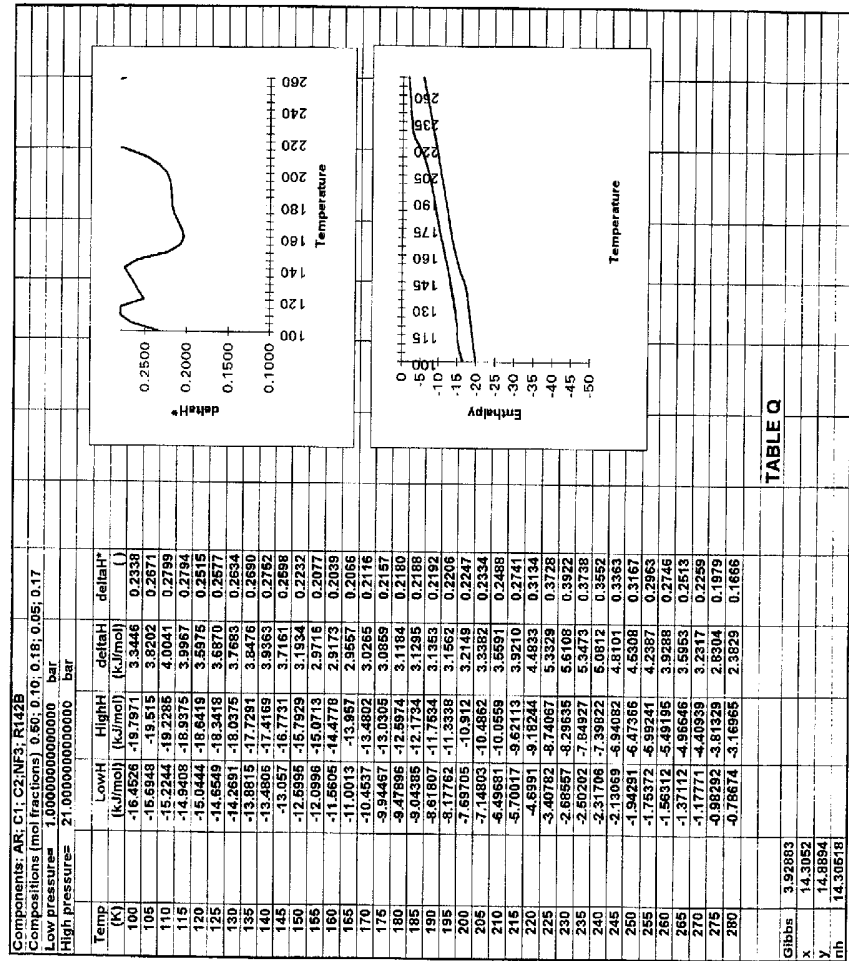 Components: AR; C1; C2;NF3; R142B
Compositions (mol fractions) 0.50; 0.10; 0.18; 0.05; 0.17
Low pressure= 1.0000000000000 bar
High pressure= 21.0000000000000 bar
Temp LowH HighH deltaH deltaH*
(K) (kJ/mol) (kJ/mol) (kJ/mol) ( )
100 -16.4526 -19.7971 3.3446 0.2338
105 -15.6948 -19.515 3.8202 0.2671
110 -15.2244 -19.2285 4.0041 0.2799
115 -14.9408 -18.9375 3.9967 0.2794
120 -15.0444 -18.6419 3.5975 0.2515
125 -14.6549 -18.3418 3.6870 0.2577
130 -14.2691 -18.0375 3.7683 0.2634
135 -13.8815 -17.7291 3.8476 0.2690
140 -13.4806 -17.4169 3.9363 0.2752
145 -13.057 -16.7731 3.7161 0.2598
150 -12.5995 -15.7929 3.1934 0.2232
155 -12.0996 -15.0713 2.9716 0.2077
160 -11.5605 -14.4778 2.9173 0.2039
165 -11.0013 -13.957 2.9557 0.2066
170 -10.4537 -13.4802 3.0265 0.2116
175 -9.94467 -13.0305 3.0859 0.2157
180 -9.47896 -12.5974 3.1184 0.2180
185 -9.04385 -12.1734 3.1295 0.2188
190 -8.61807 -11.7534 3.1353 0.2192
195 -8.17762 -11.3338 3.1562 0.2206
200 -7.69705 -10.912 3.2149 0.2247
205 -7.14803 -10.4862 3.3382 0.2334
210 -6.49681 -10.0559 3.5591 0.2488
215 -5.70017 -9.62113 3.9210 0.2741
220 -4.6991 -9.18244 4.4833 0.3134
225 -3.40782 -8.74067 5.3329 0.3728
230 -2.68557 -8.29635 5.6108 0.3922
235 -2.50202 -7.84927 5.3473 0.3738
240 -2.31706 -7.39822 5.0812 0.3552
245 -2.13069 -6.94082 4.8101 0.3363
250 -1.94291 -6.47366 4.5308 0.3167
255 -1.75372 -5.99241 4.2387 0.2963
260 -1.56312 -5.49195 3.9288 0.2746
265 -1.37112 -4.96646 3.5953 0.2513
270 -1.17771 -4.40939 3.2317 0.2259
275 -0.98292 -3.81329 2.8304 0.1979
280 -0.78674 -3.16965 2.3829 0.1666
Gibbs 3.92883
x 14.3052
y 14.8894
nh 14.30518
deltaH*
0.2500
0.2000
0.1500
0.1000
100 120 140 160 180 200 220 240 260
Temperature
Enthalpy
0
-5
-10
-15
-20
-25
-30
-35
-40
-45
-50
100 115 130 145 160 175 90 205 220 235 260
Temperature
TABLE Q